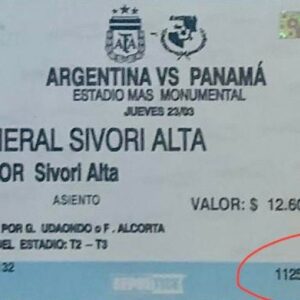 AFA
ARGENTINA VS PANAMÁ
ESTADIO MAS MONUMENTAL
JUEVES 23/03
NERAL SIVORI ALTA
OR Sivori Alta
ASIENTO
VALOR: $ 12.60
POR G. UDAONDO o F. ALCORTA
DEL ESTADIO: T2 - T3
32
1125